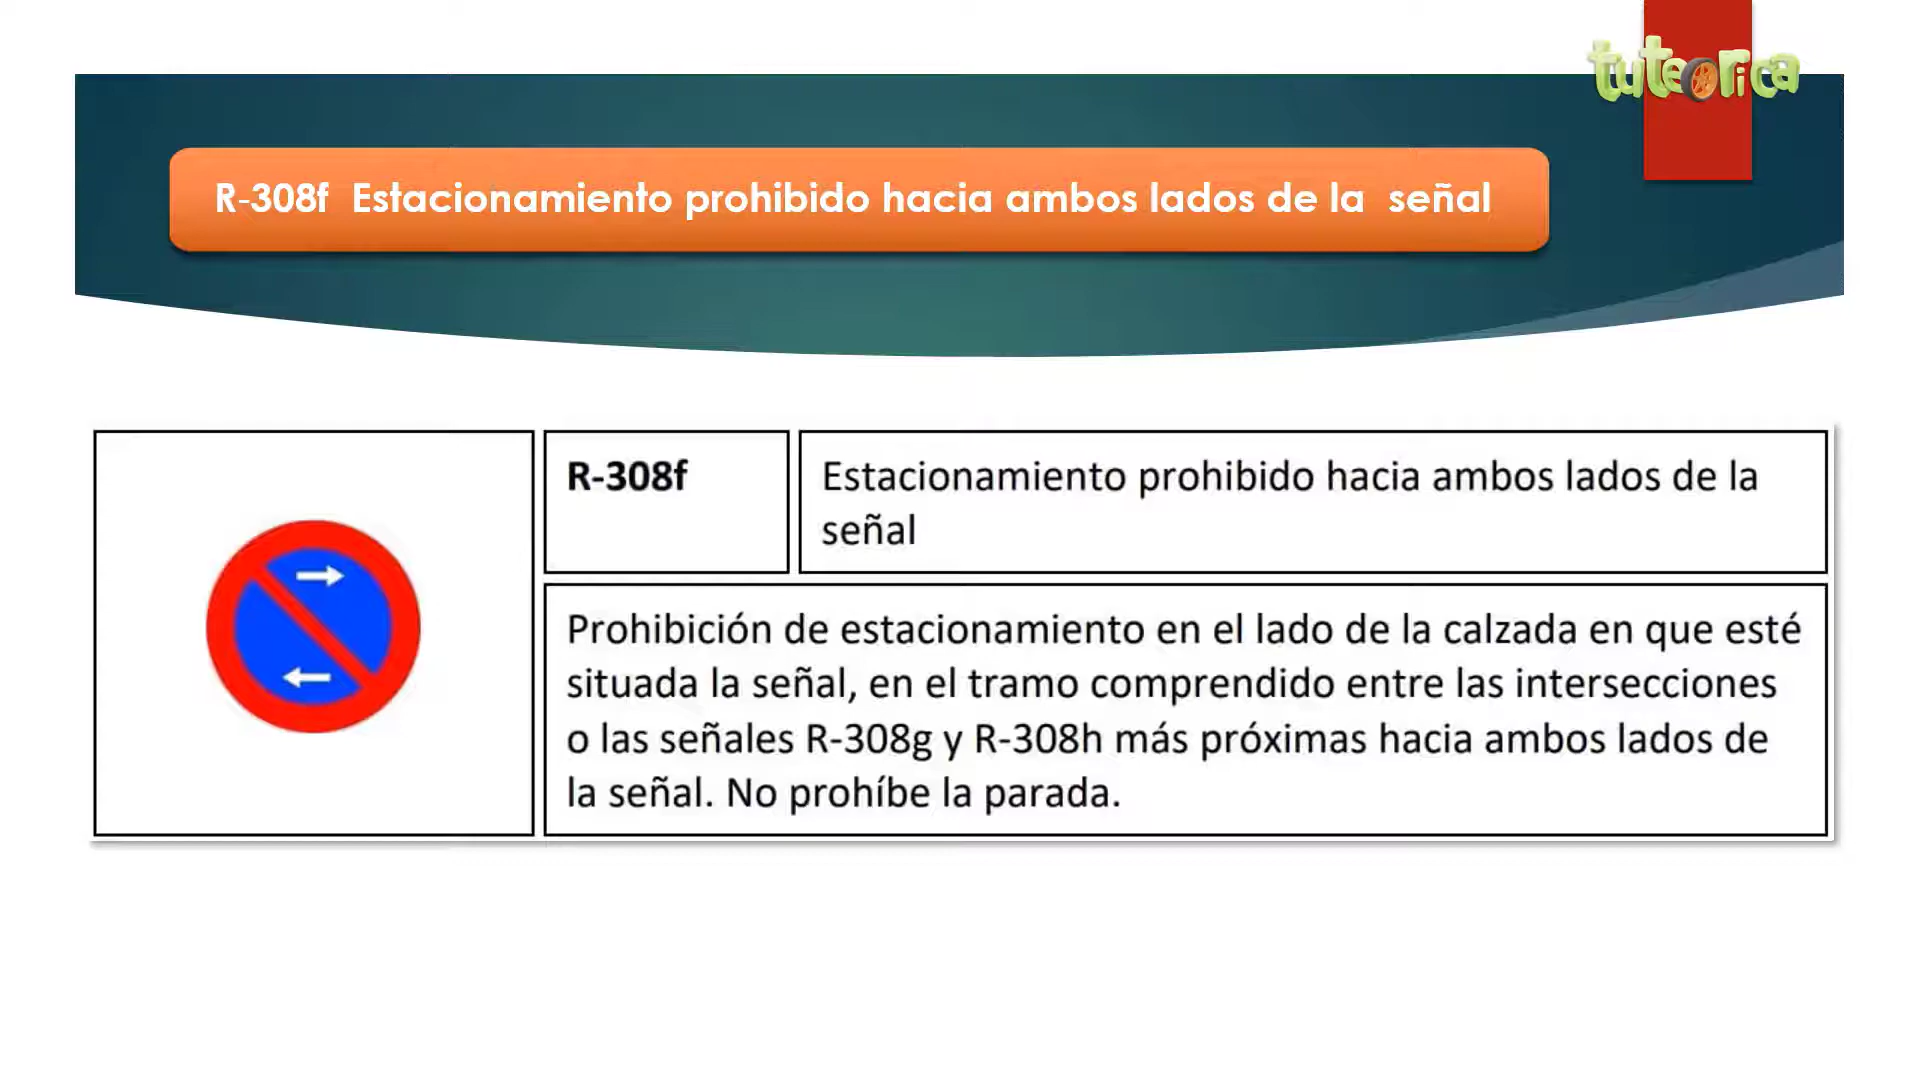 tuteorica
R-308f Estacionamiento prohibido hacia ambos lados de la señal
R-308f
Estacionamiento prohibido hacia ambos lados de la
señal
Prohibición de estacionamiento en el lado de la calzada en que esté
situada la señal, en el tramo comprendido entre las intersecciones
o las señales R-308g y R-308h más próximas hacia ambos lados de
la señal. No prohíbe la parada.